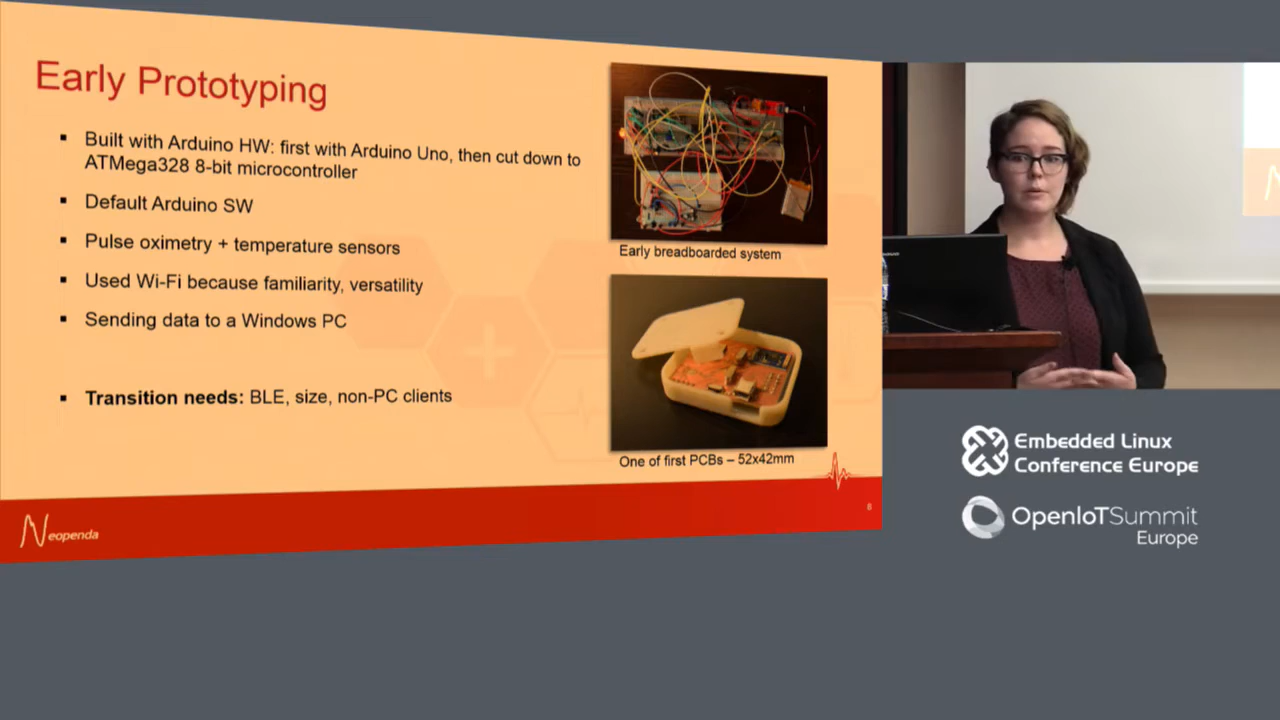 Early Prototyping
▪ Built with Arduino HW: first with Arduino Uno, then cut down to
ATMega328 8-bit microcontroller
▪ Default Arduino SW
▪ Pulse oximetry + temperature sensors
▪ Used Wi-Fi because familiarity, versatility
▪ Sending data to a Windows PC
▪ Transition needs: BLE, size, non-PC clients
Early breadboarded system
One of first PCBs – 52x42mm
Neopenda
8
lenovo
Embedded Linux
Conference Europe
OpenIoTSummit
Europe